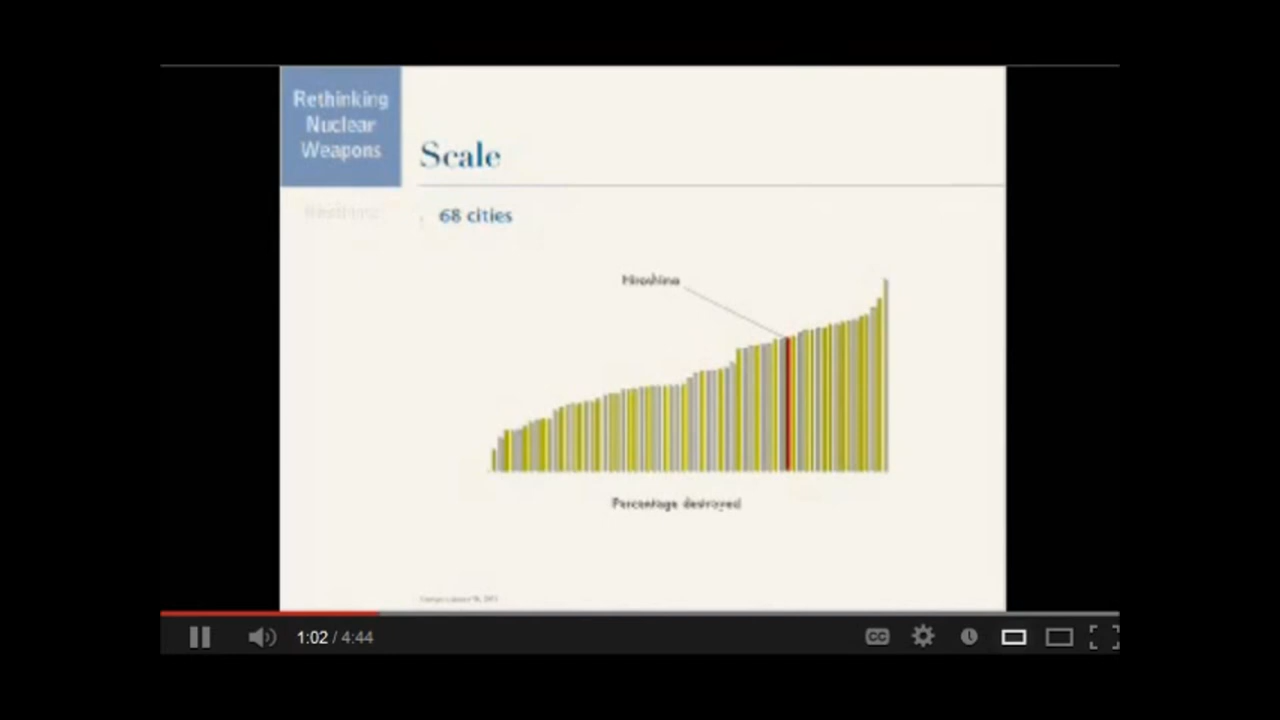 Rethinking
Nuclear
Weapons
Scale
68 cities
Hiroshima
Percentage destroyed
1:02 / 4:44
CC